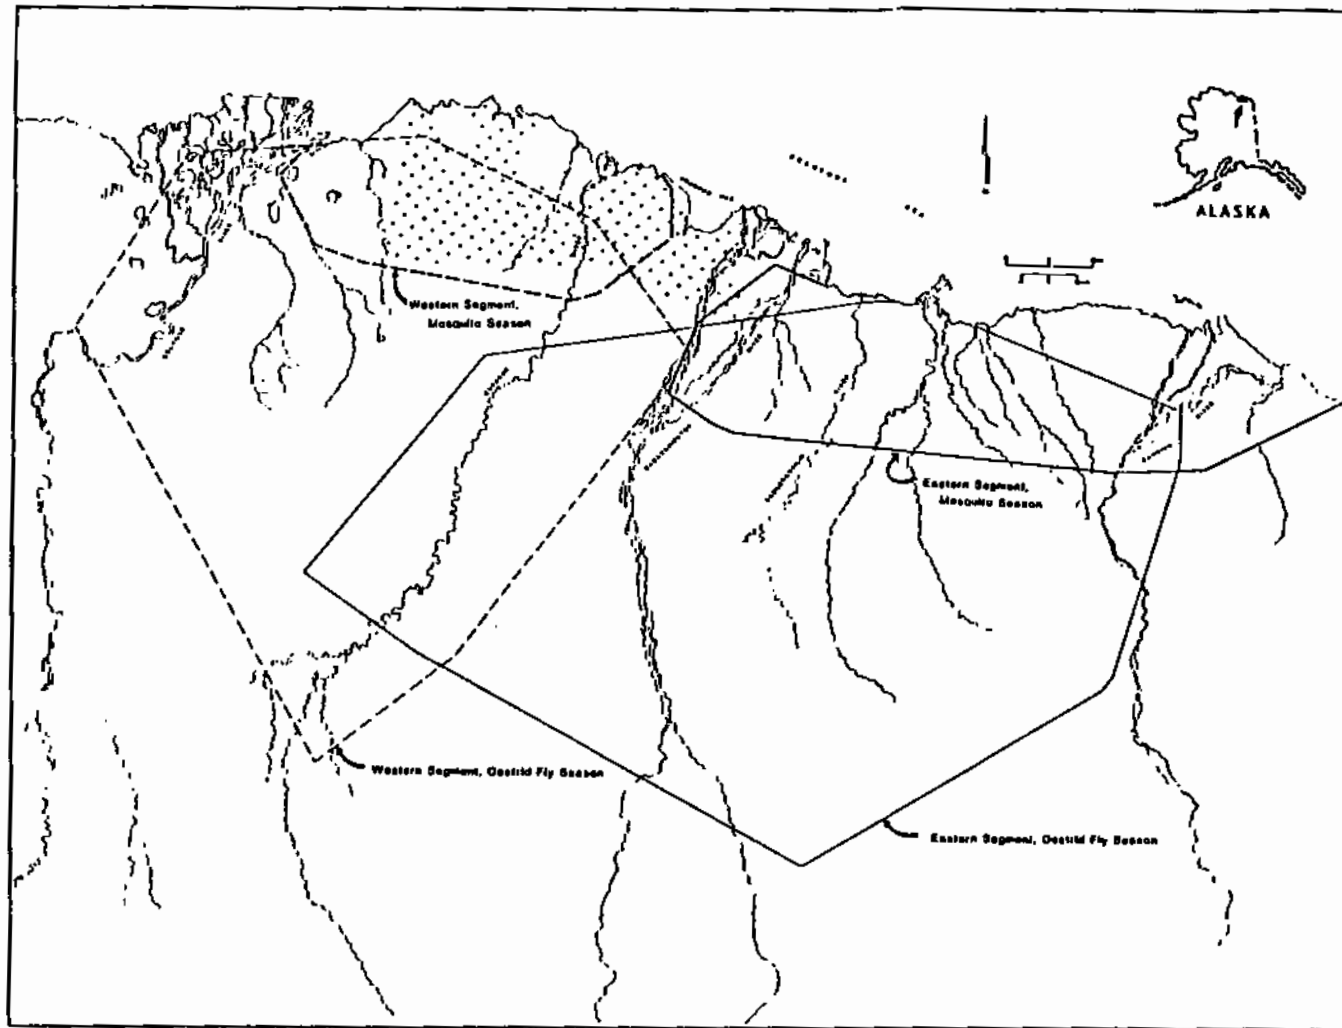 ALASKA
Western Segment,
Mosquito Season
Eastern Segment,
Mosquito Season
Western Segment, Oestrid Fly Season
Eastern Segment, Oestrid Fly Season